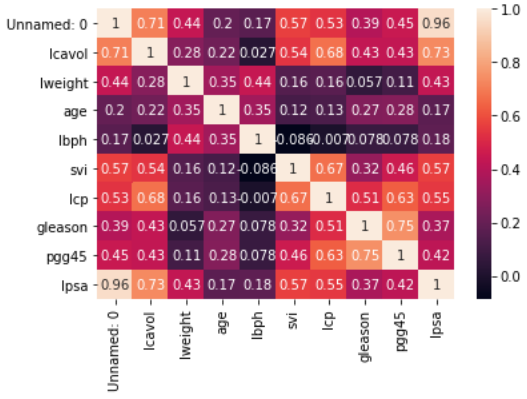 Unnamed: 0 1 0.71 0.44 0.2 0.17 0.57 0.53 0.39 0.45 0.96
lcavol 0.71 1 0.28 0.22 0.027 0.54 0.68 0.43 0.43 0.73
lweight 0.44 0.28 1 0.35 0.44 0.16 0.16 0.057 0.11 0.43
age 0.2 0.22 0.35 1 0.35 0.12 0.13 0.27 0.28 0.17
lbph 0.17 0.027 0.44 0.35 1 -0.086 -0.007 0.078 0.078 0.18
svi 0.57 0.54 0.16 0.12 -0.086 1 0.67 0.32 0.46 0.57
lcp 0.53 0.68 0.16 0.13 -0.007 0.67 1 0.51 0.63 0.55
gleason 0.39 0.43 0.057 0.27 0.078 0.32 0.51 1 0.75 0.37
pgg45 0.45 0.43 0.11 0.28 0.078 0.46 0.63 0.75 1 0.42
lpsa 0.96 0.73 0.43 0.17 0.18 0.57 0.55 0.37 0.42 1
Unnamed: 0 lcavol lweight age lbph svi lcp gleason pgg45 lpsa
1.0
0.8
0.6
0.4
0.2
0.0